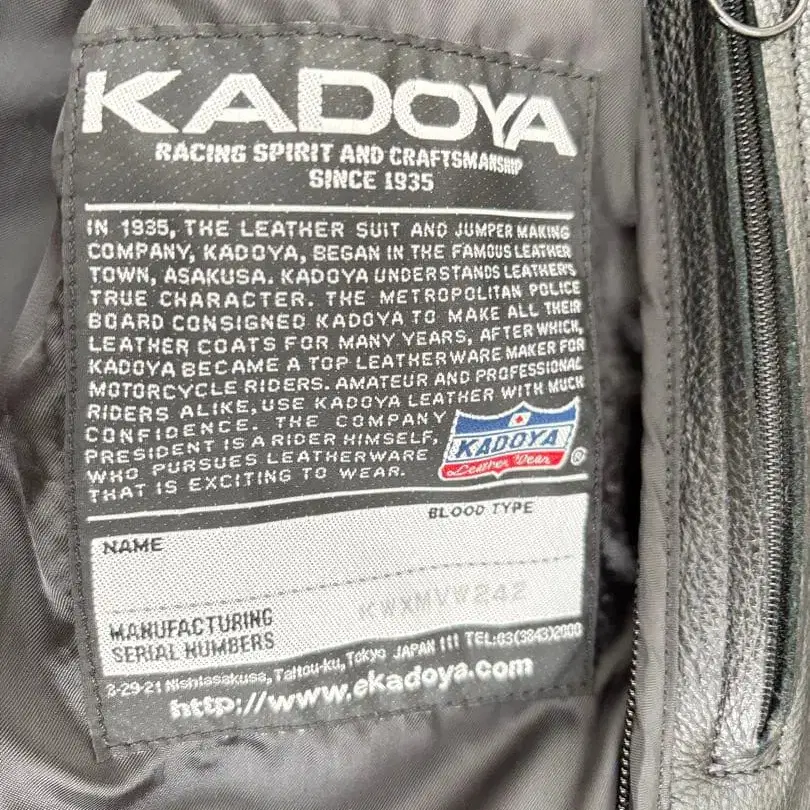 KADOYA
RACING SPIRIT AND CRAFTSMANSHIP
SINCE 1935
IN 1935, THE LEATHER SUIT AND JUMPER MAKING
COMPANY, KADOYA, BEGAN IN THE FAMOUS LEATHER
TOWN, ASAKUSA. KADOYA UNDERSTANDS LEATHER'S
TRUE CHARACTER. THE METROPOLITAN POLICE
BOARD CONSIGNED KADOYA TO MAKE ALL THEIR
LEATHER COATS FOR MANY YEARS, AFTER WHICH,
KADOYA BECAME A TOP LEATHERWARE MAKER FOR
MOTORCYCLE RIDERS. AMATEUR AND PROFESSIONAL
RIDERS ALIKE, USE KADOYA LEATHER WITH MUCH
CONFIDENCE. THE COMPANY
PRESIDENT IS A RIDER HIMSELF,
WHO PURSUES LEATHERWARE
THAT IS EXCITING TO WEAR.
KADOYA
Leather Wear ®
BLOOD TYPE
NAME
MANUFACTURING
SERIAL NUMBERS
KWXMVW242
3-29-21 Nishiasakusa, Taitou-ku, Tokyo JAPAN 111 TEL:03(3843)2000
http://www.ekadoya.com